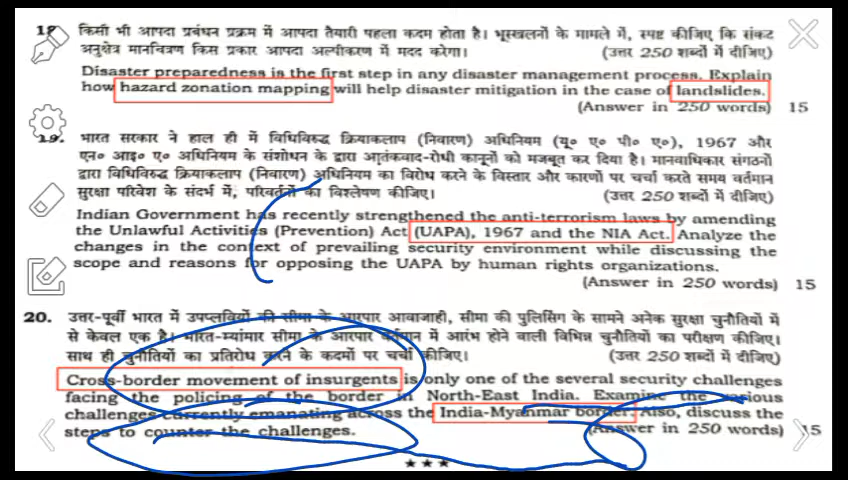 18. किसी भी आपदा प्रबंधन प्रक्रम में आपदा तैयारी पहला कदम होता है। भूस्खलनों के मामले में, स्पष्ट कीजिए कि संकट
अनुक्षेत्र मानचित्रण किस प्रकार आपदा अल्पीकरण में मदद करेगा। (उत्तर 250 शब्दों में दीजिए)
Disaster preparedness is the first step in any disaster management process. Explain
how hazard zonation mapping will help disaster mitigation in the case of landslides.
(Answer in 250 words) 15
19. भारत सरकार ने हाल ही में विधिविरुद्ध क्रियाकलाप (निवारण) अधिनियम (यू० ए० पी० ए०), 1967 और
एन० आइ० ए० अधिनियम के संशोधन के द्वारा आतंकवाद-रोधी कानूनों को मजबूत कर दिया है। मानवाधिकार संगठनों
द्वारा विधिविरुद्ध क्रियाकलाप (निवारण) अधिनियम का विरोध करने के विस्तार और कारणों पर चर्चा करते समय वर्तमान
सुरक्षा परिवेश के संदर्भ में, परिवर्तनों का विश्लेषण कीजिए। (उत्तर 250 शब्दों में दीजिए)
Indian Government has recently strengthened the anti-terrorism laws by amending
the Unlawful Activities (Prevention) Act (UAPA), 1967 and the NIA Act. Analyze the
changes in the context of prevailing security environment while discussing the
scope and reasons for opposing the UAPA by human rights organizations.
(Answer in 250 words) 15
20. उत्तर-पूर्वी भारत में उपप्लवियों की सीमा के आरपार आवाजाही, सीमा की पुलिसिंग के सामने अनेक सुरक्षा चुनौतियों में
से केवल एक है। भारत-म्यांमार सीमा के आरपार वर्तमान में आरंभ होने वाली विभिन्न चुनौतियों का परीक्षण कीजिए।
साथ ही चुनौतियों का प्रतिरोध करने के कदमों पर चर्चा कीजिए। (उत्तर 250 शब्दों में दीजिए)
Cross-border movement of insurgents is only one of the several security challenges
facing the policing of the border in North-East India. Examine the various
challenges currently emanating across the India-Myanmar border. Also, discuss the
steps to counter the challenges. (Answer in 250 words) 15
★★★